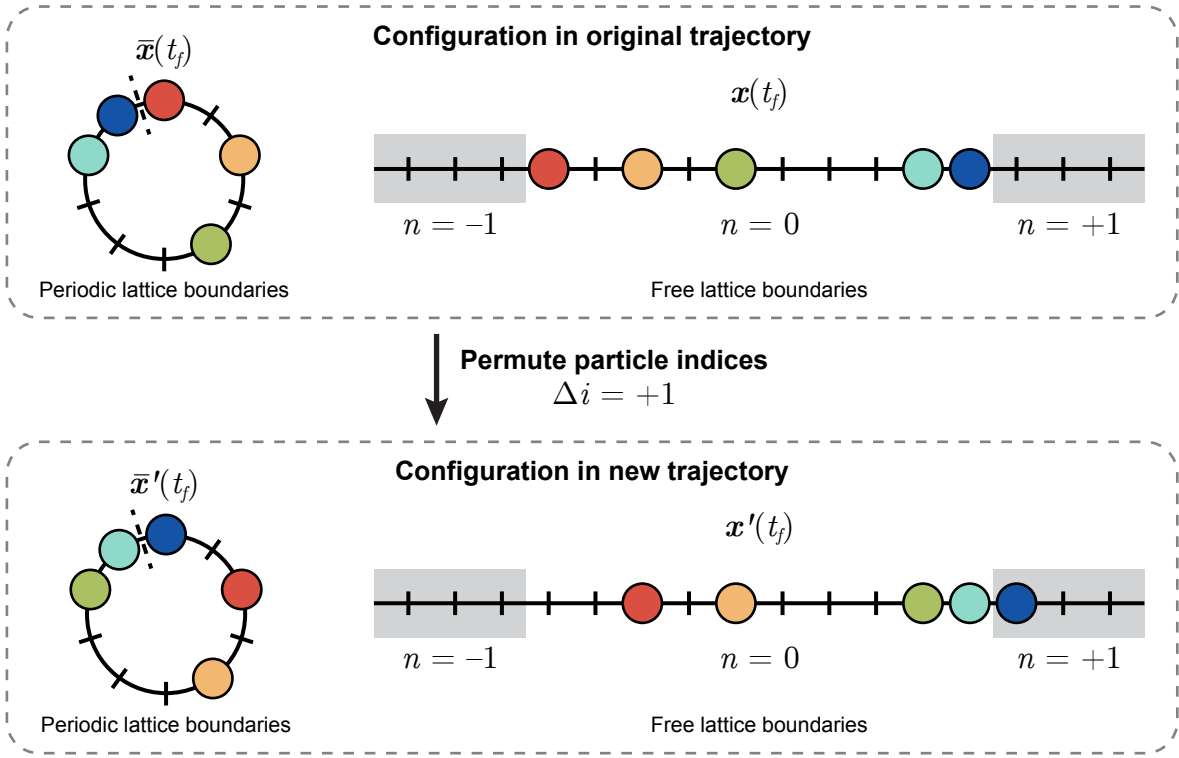 Configuration in original trajectory
x̄(t_f)
x(t_f)
n = –1
n = 0
n = +1
Periodic lattice boundaries
Free lattice boundaries
Permute particle indices
Δi = +1
Configuration in new trajectory
x̄′(t_f)
x′(t_f)
n = –1
n = 0
n = +1
Periodic lattice boundaries
Free lattice boundaries